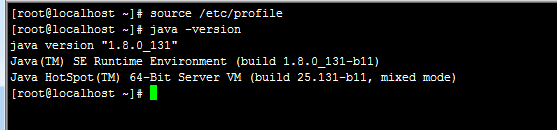 [root@localhost ~]# source /etc/profile
[root@localhost ~]# java -version
java version "1.8.0_131"
Java(TM) SE Runtime Environment (build 1.8.0_131-b11)
Java HotSpot(TM) 64-Bit Server VM (build 25.131-b11, mixed mode)
[root@localhost ~]#